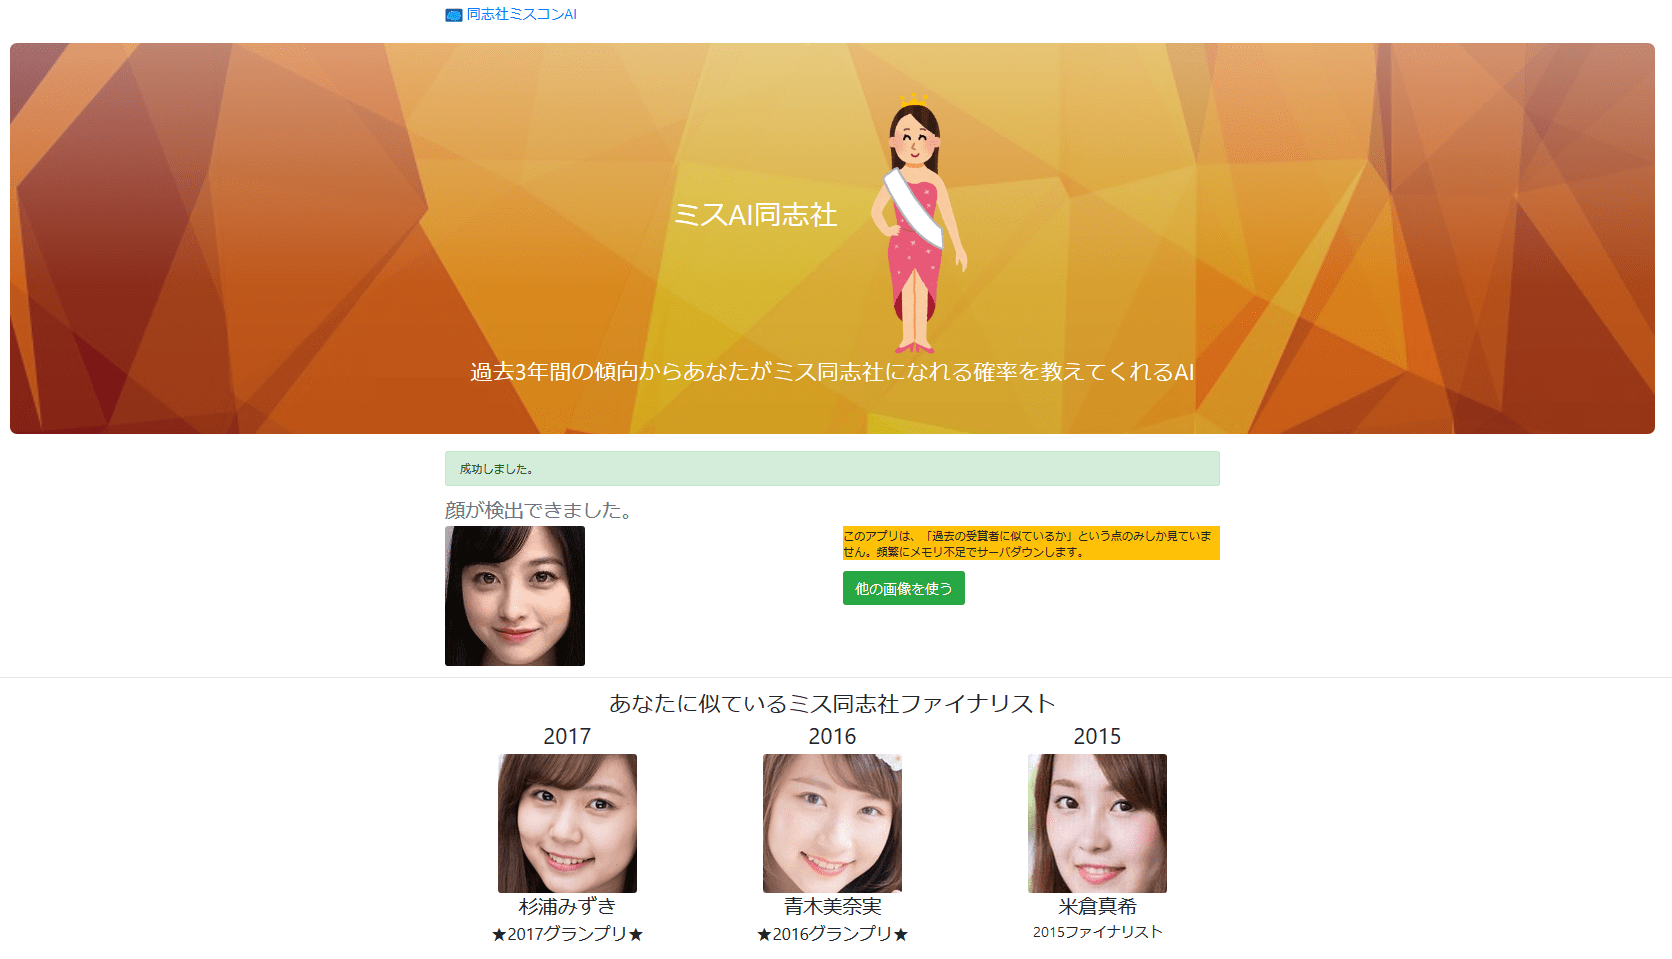 同志社ミスコンAI
ミスAI同志社
過去3年間の傾向からあなたがミス同志社になれる確率を教えてくれるAI
成功しました。
顔が検出できました。
このアプリは、「過去の受賞者に似ているか」という点のみしか見ていま
せん。頻繁にメモリ不足でサーバダウンします。
他の画像を使う
あなたに似ているミス同志社ファイナリスト
2017
2016
2015
杉浦みずき
青木美奈実
米倉真希
★2017グランプリ★
★2016グランプリ★
2015ファイナリスト